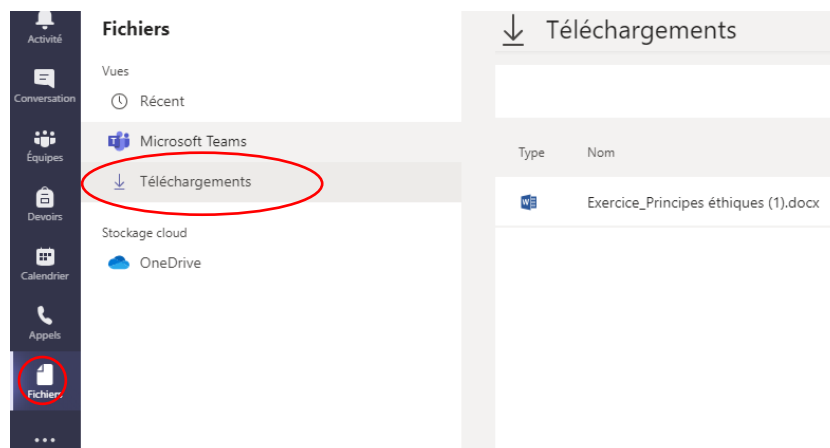 Activité
Conversation
Équipes
Devoirs
Calendrier
Appels
Fichiers
...
Fichiers
Vues
Récent
Microsoft Teams
Téléchargements
Stockage cloud
OneDrive
Téléchargements
Type Nom
Exercice_Principes éthiques (1).docx